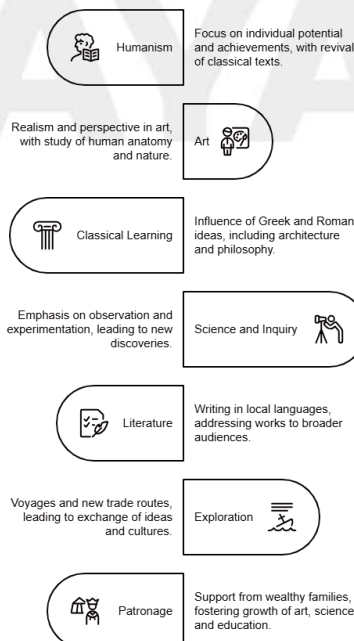 Humanism
Focus on individual potential
and achievements, with revival
of classical texts.
Realism and perspective in art,
with study of human anatomy
and nature.
Art
Classical Learning
Influence of Greek and Roman
ideas, including architecture
and philosophy.
Emphasis on observation and
experimentation, leading to new
discoveries.
Science and Inquiry
Literature
Writing in local languages,
addressing works to broader
audiences.
Voyages and new trade routes,
leading to exchange of ideas
and cultures.
Exploration
Patronage
Support from wealthy families,
fostering growth of art, science
and education.